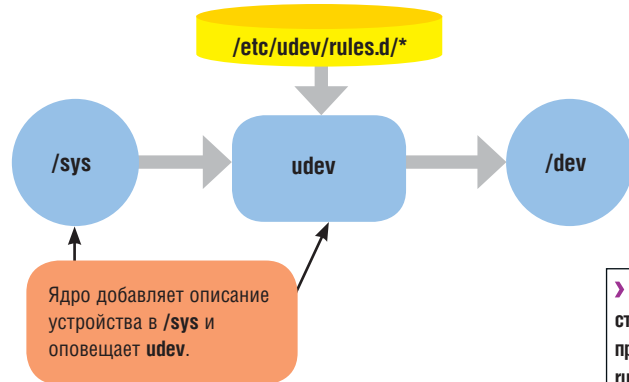 /etc/udev/rules.d/*
/sys
udev
/dev
Ядро добавляет описание
устройства в /sys и
оповещает udev.